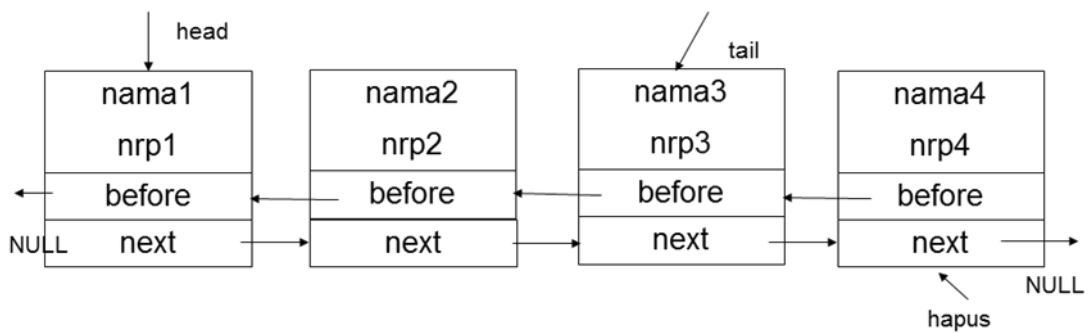 head
tail
nama1
nrp1
before
next
NULL
nama2
nrp2
before
next
nama3
nrp3
before
next
nama4
nrp4
before
next
NULL
hapus